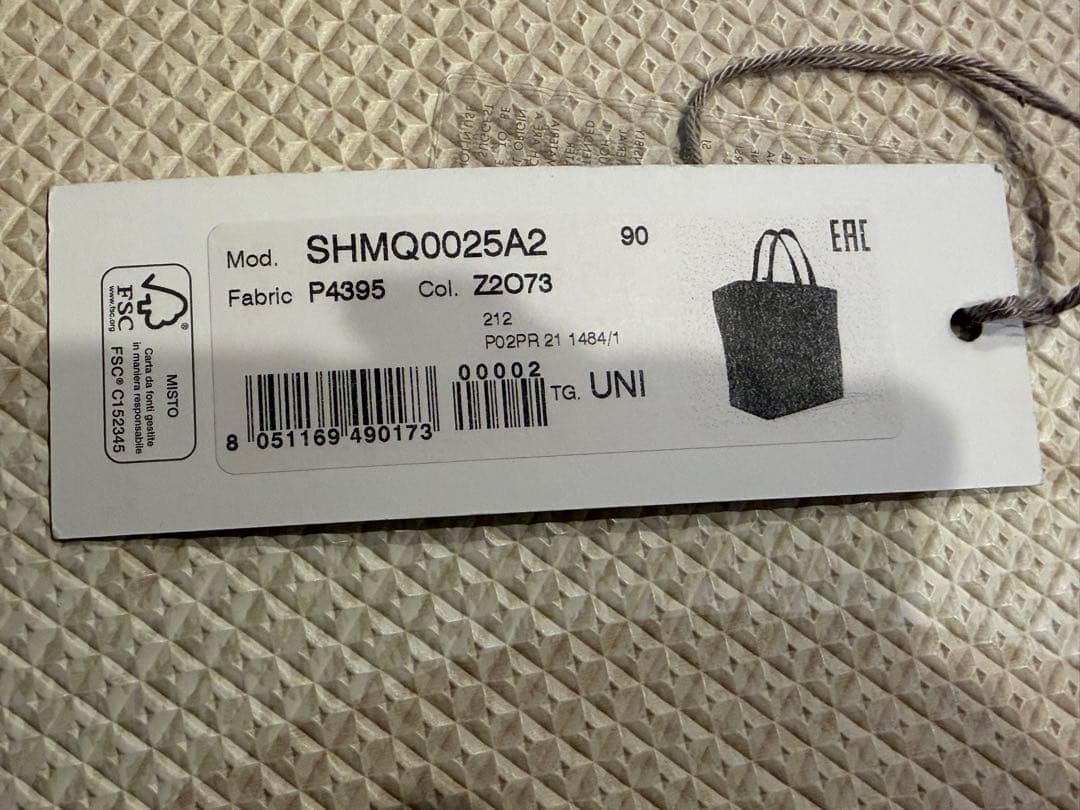 Mod. SHMQ0025A2 90
Fabric P4395 Col. Z2O73
212
P02PR 21 1484/1
00002
TG. UNI
8 051169 490173
EAC
FSC
®
www.fsc.org
MISTO
Carta da fonti gestite
in maniera responsabile
FSC® C152345